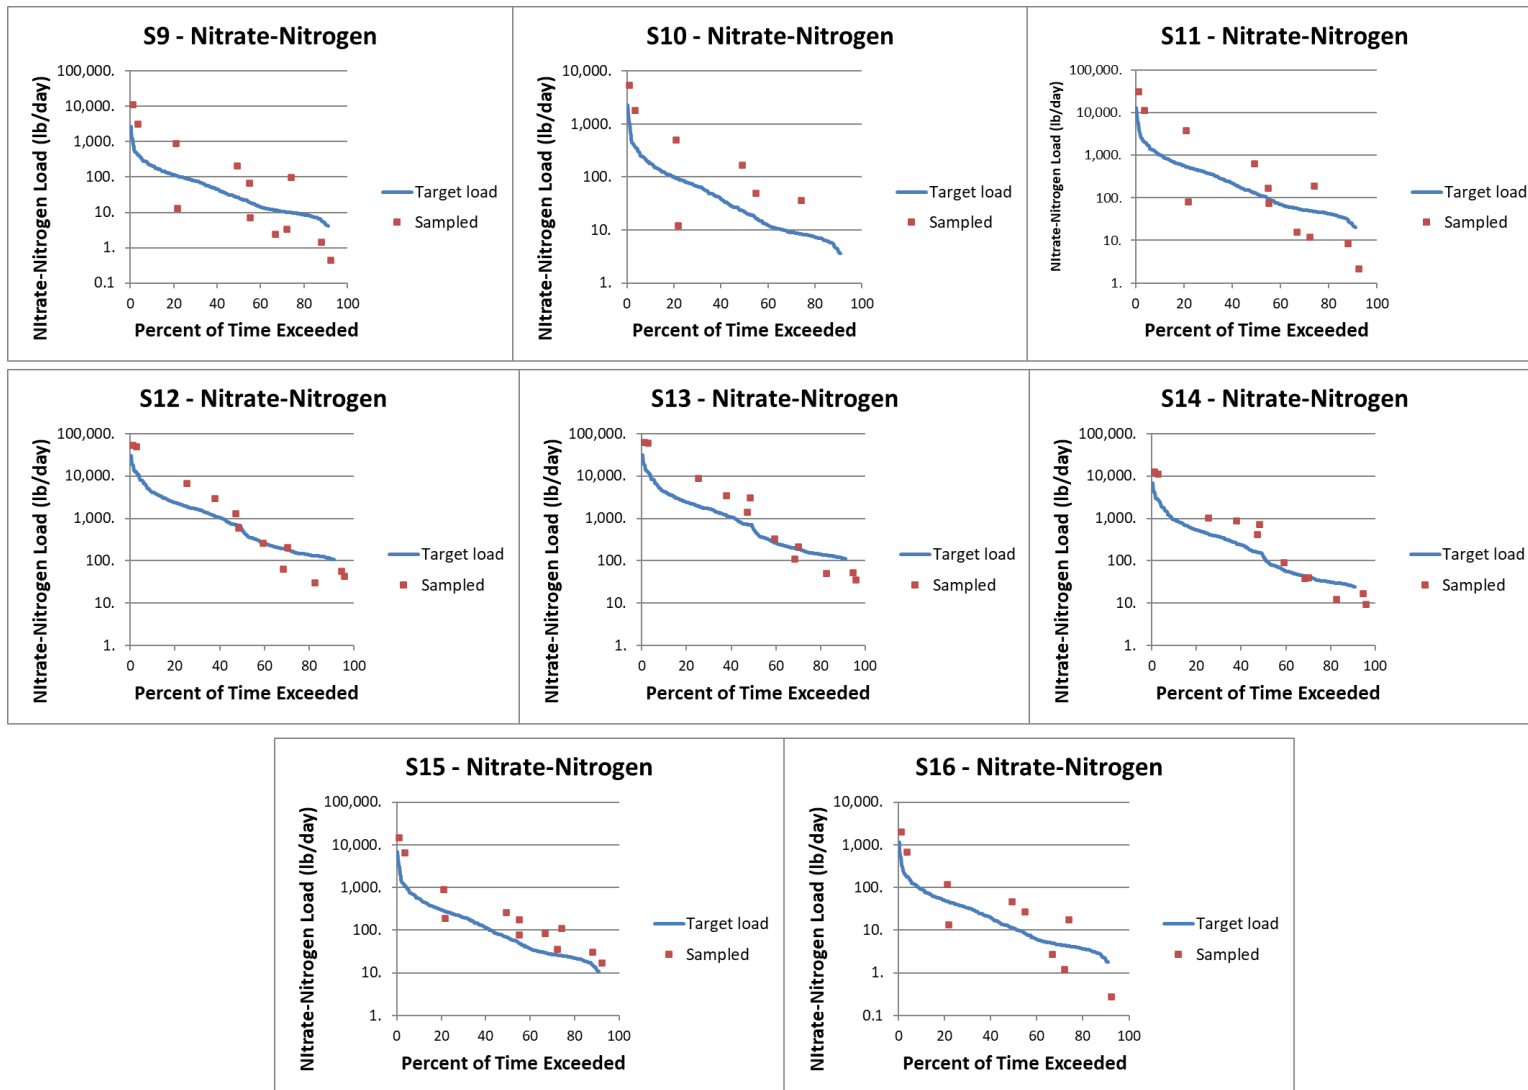 S9 - Nitrate-Nitrogen
NItrate-Nitrogen Load (lb/day)
100,000.
10,000.
1,000.
100.
10.
1.
0.1
0 20 40 60 80 100
Percent of Time Exceeded
Target load
Sampled
S10 - Nitrate-Nitrogen
NItrate-Nitrogen Load (lb/day)
10,000.
1,000.
100.
10.
1.
0 20 40 60 80 100
Percent of Time Exceeded
Target load
Sampled
S11 - Nitrate-Nitrogen
NItrate-Nitrogen Load (lb/day)
100,000.
10,000.
1,000.
100.
10.
1.
0 20 40 60 80 100
Percent of Time Exceeded
Target load
Sampled
S12 - Nitrate-Nitrogen
NItrate-Nitrogen Load (lb/day)
100,000.
10,000.
1,000.
100.
10.
1.
0 20 40 60 80 100
Percent of Time Exceeded
Target load
Sampled
S13 - Nitrate-Nitrogen
NItrate-Nitrogen Load (lb/day)
100,000.
10,000.
1,000.
100.
10.
1.
0 20 40 60 80 100
Percent of Time Exceeded
Target load
Sampled
S14 - Nitrate-Nitrogen
NItrate-Nitrogen Load (lb/day)
100,000.
10,000.
1,000.
100.
10.
1.
0 20 40 60 80 100
Percent of Time Exceeded
Target load
Sampled
S15 - Nitrate-Nitrogen
NItrate-Nitrogen Load (lb/day)
100,000.
10,000.
1,000.
100.
10.
1.
0 20 40 60 80 100
Percent of Time Exceeded
Target load
Sampled
S16 - Nitrate-Nitrogen
NItrate-Nitrogen Load (lb/day)
10,000.
1,000.
100.
10.
1.
0.1
0 20 40 60 80 100
Percent of Time Exceeded
Target load
Sampled